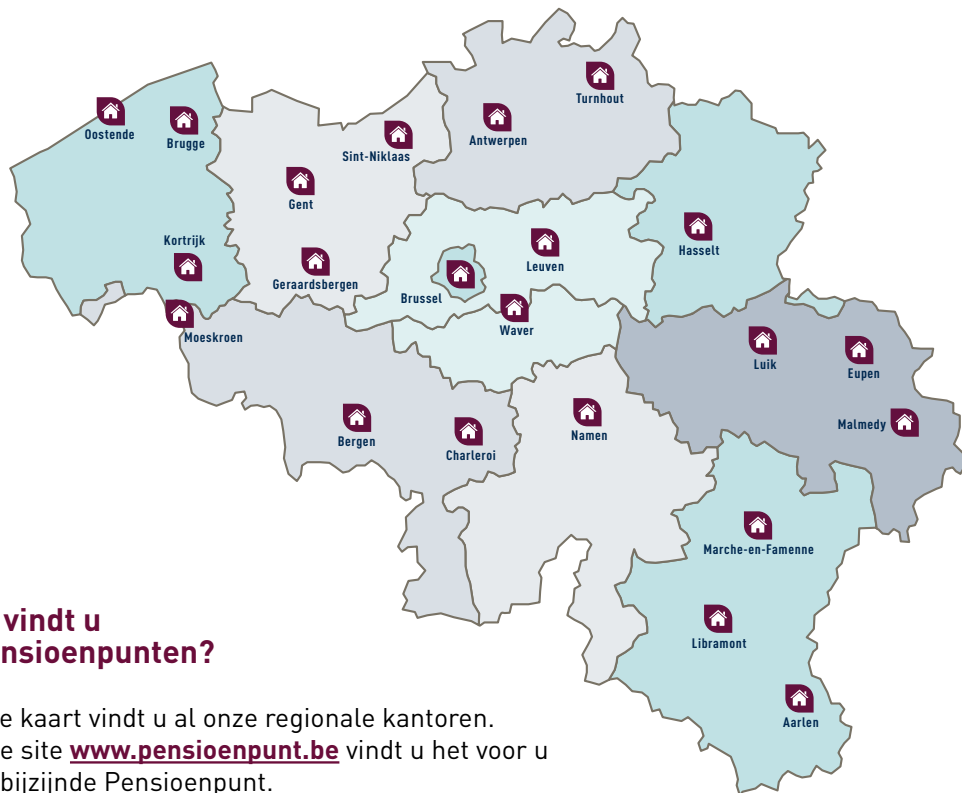 Turnhout
Oostende
Brugge
Antwerpen
Sint-Niklaas
Gent
Kortrijk
Hasselt
Leuven
Geraardsbergen
Brussel
Waver
Moeskroen
Luik
Eupen
Malmedy
Namen
Bergen
Charleroi
Marche-en-Famenne
Libramont
Aarlen
vindt u
nsioenpunten?
e kaart vindt u al onze regionale kantoren.
e site www.pensioenpunt.be vindt u het voor u
bijzijnde Pensioenpunt.